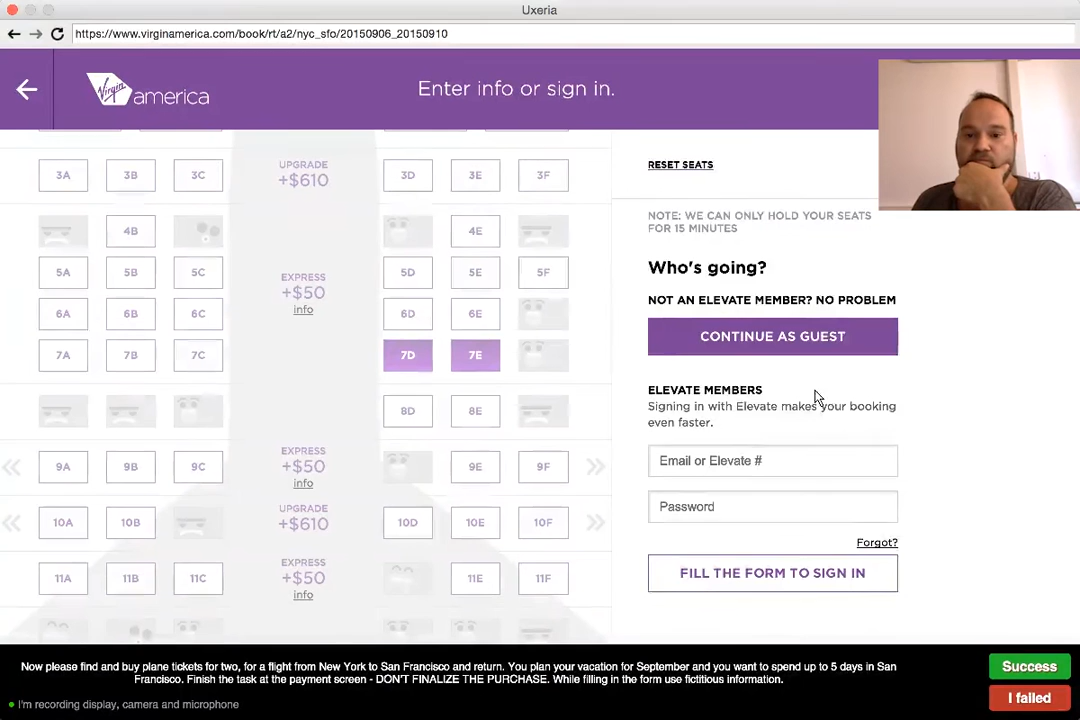 Uxeria
https://www.virginamerica.com/book/rt/a2/nyc_sfo/20150906_20150910
Virgin america
Enter info or sign in.
3A 3B 3C UPGRADE +$610 3D 3E 3F
4B 4E
5A 5B 5C 5D 5E 5F
EXPRESS
+$50
info
6A 6B 6C 6D 6E
7A 7B 7C 7D 7E
8D 8E
EXPRESS
+$50
info
9A 9B 9C 9E 9F
UPGRADE
+$610
10A 10B 10D 10E 10F
EXPRESS
+$50
info
11A 11B 11C 11E 11F
RESET SEATS
NOTE: WE CAN ONLY HOLD YOUR SEATS
FOR 15 MINUTES
Who's going?
NOT AN ELEVATE MEMBER? NO PROBLEM
CONTINUE AS GUEST
ELEVATE MEMBERS
Signing in with Elevate makes your booking
even faster.
Email or Elevate #
Password
Forgot?
FILL THE FORM TO SIGN IN
Now please find and buy plane tickets for two, for a flight from New York to San Francisco and return. You plan your vacation for September and you want to spend up to 5 days in San
Francisco. Finish the task at the payment screen - DON'T FINALIZE THE PURCHASE. While filling in the form use fictitious information.
I'm recording display, camera and microphone
Success
I failed